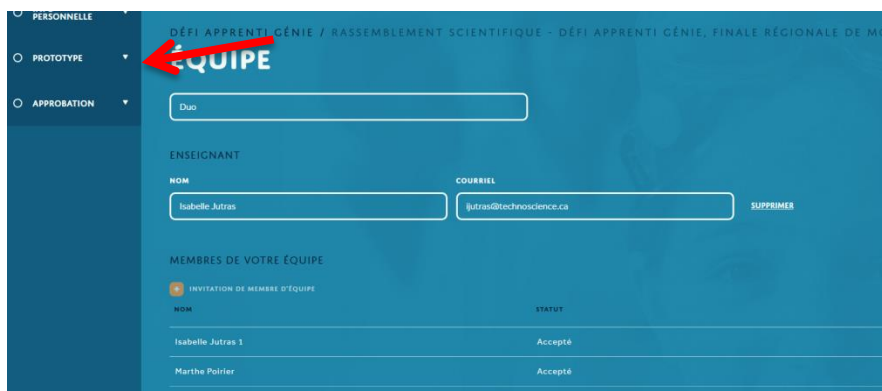 PERSONNELLE
PROTOTYPE
APPROBATION
DÉFI APPRENTI GÉNIE / RASSEMBLEMENT SCIENTIFIQUE - DÉFI APPRENTI GÉNIE, FINALE RÉGIONALE DE
ÉQUIPE
Duo
ENSEIGNANT
NOM COURRIEL
Isabelle Jutras ijutras@technoscience.ca SUPPRIMER
MEMBRES DE VOTRE ÉQUIPE
+ INVITATION DE MEMBRE D'ÉQUIPE
NOM STATUT
Isabelle Jutras 1 Accepté
Marthe Poirier Accepté